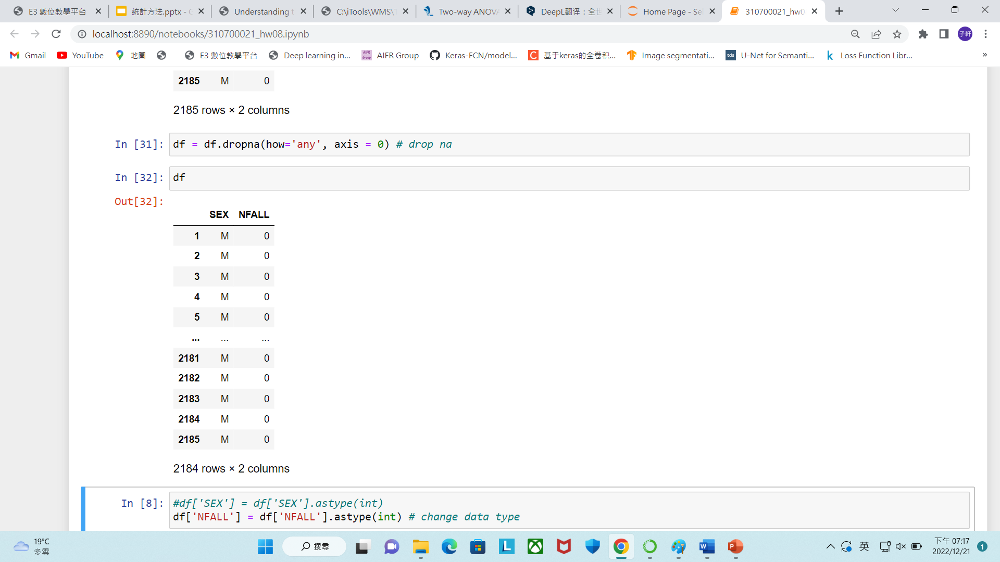 E3 數位教學平台
統計方法.pptx - G
Understanding t
C:\iTools\WMS\T
Two-way ANOVA
DeepL翻译：全世
Home Page - Sel
310700021_hw0
localhost:8890/notebooks/310700021_hw08.ipynb
子軒
Gmail
YouTube
地圖
E3 數位教學平台
Deep learning in...
AIFR Group
AIFR Group
Keras-FCN/model...
C
基于keras的全卷积...
Image segmentati...
tds
U-Net for Semanti...
k
Loss Function Libr...
»
2185 M 0
2185 rows × 2 columns
In [31]: df = df.dropna(how='any', axis = 0) # drop na
In [32]: df
Out[32]:
SEX NFALL
1 M 0
2 M 0
3 M 0
4 M 0
5 M 0
... ... ...
2181 M 0
2182 M 0
2183 M 0
2184 M 0
2185 M 0
2184 rows × 2 columns
In [8]: #df['SEX'] = df['SEX'].astype(int)
df['NFALL'] = df['NFALL'].astype(int) # change data type
19°C
多雲
搜尋
L
W
P
英
下午 07:17
2022/12/21
1